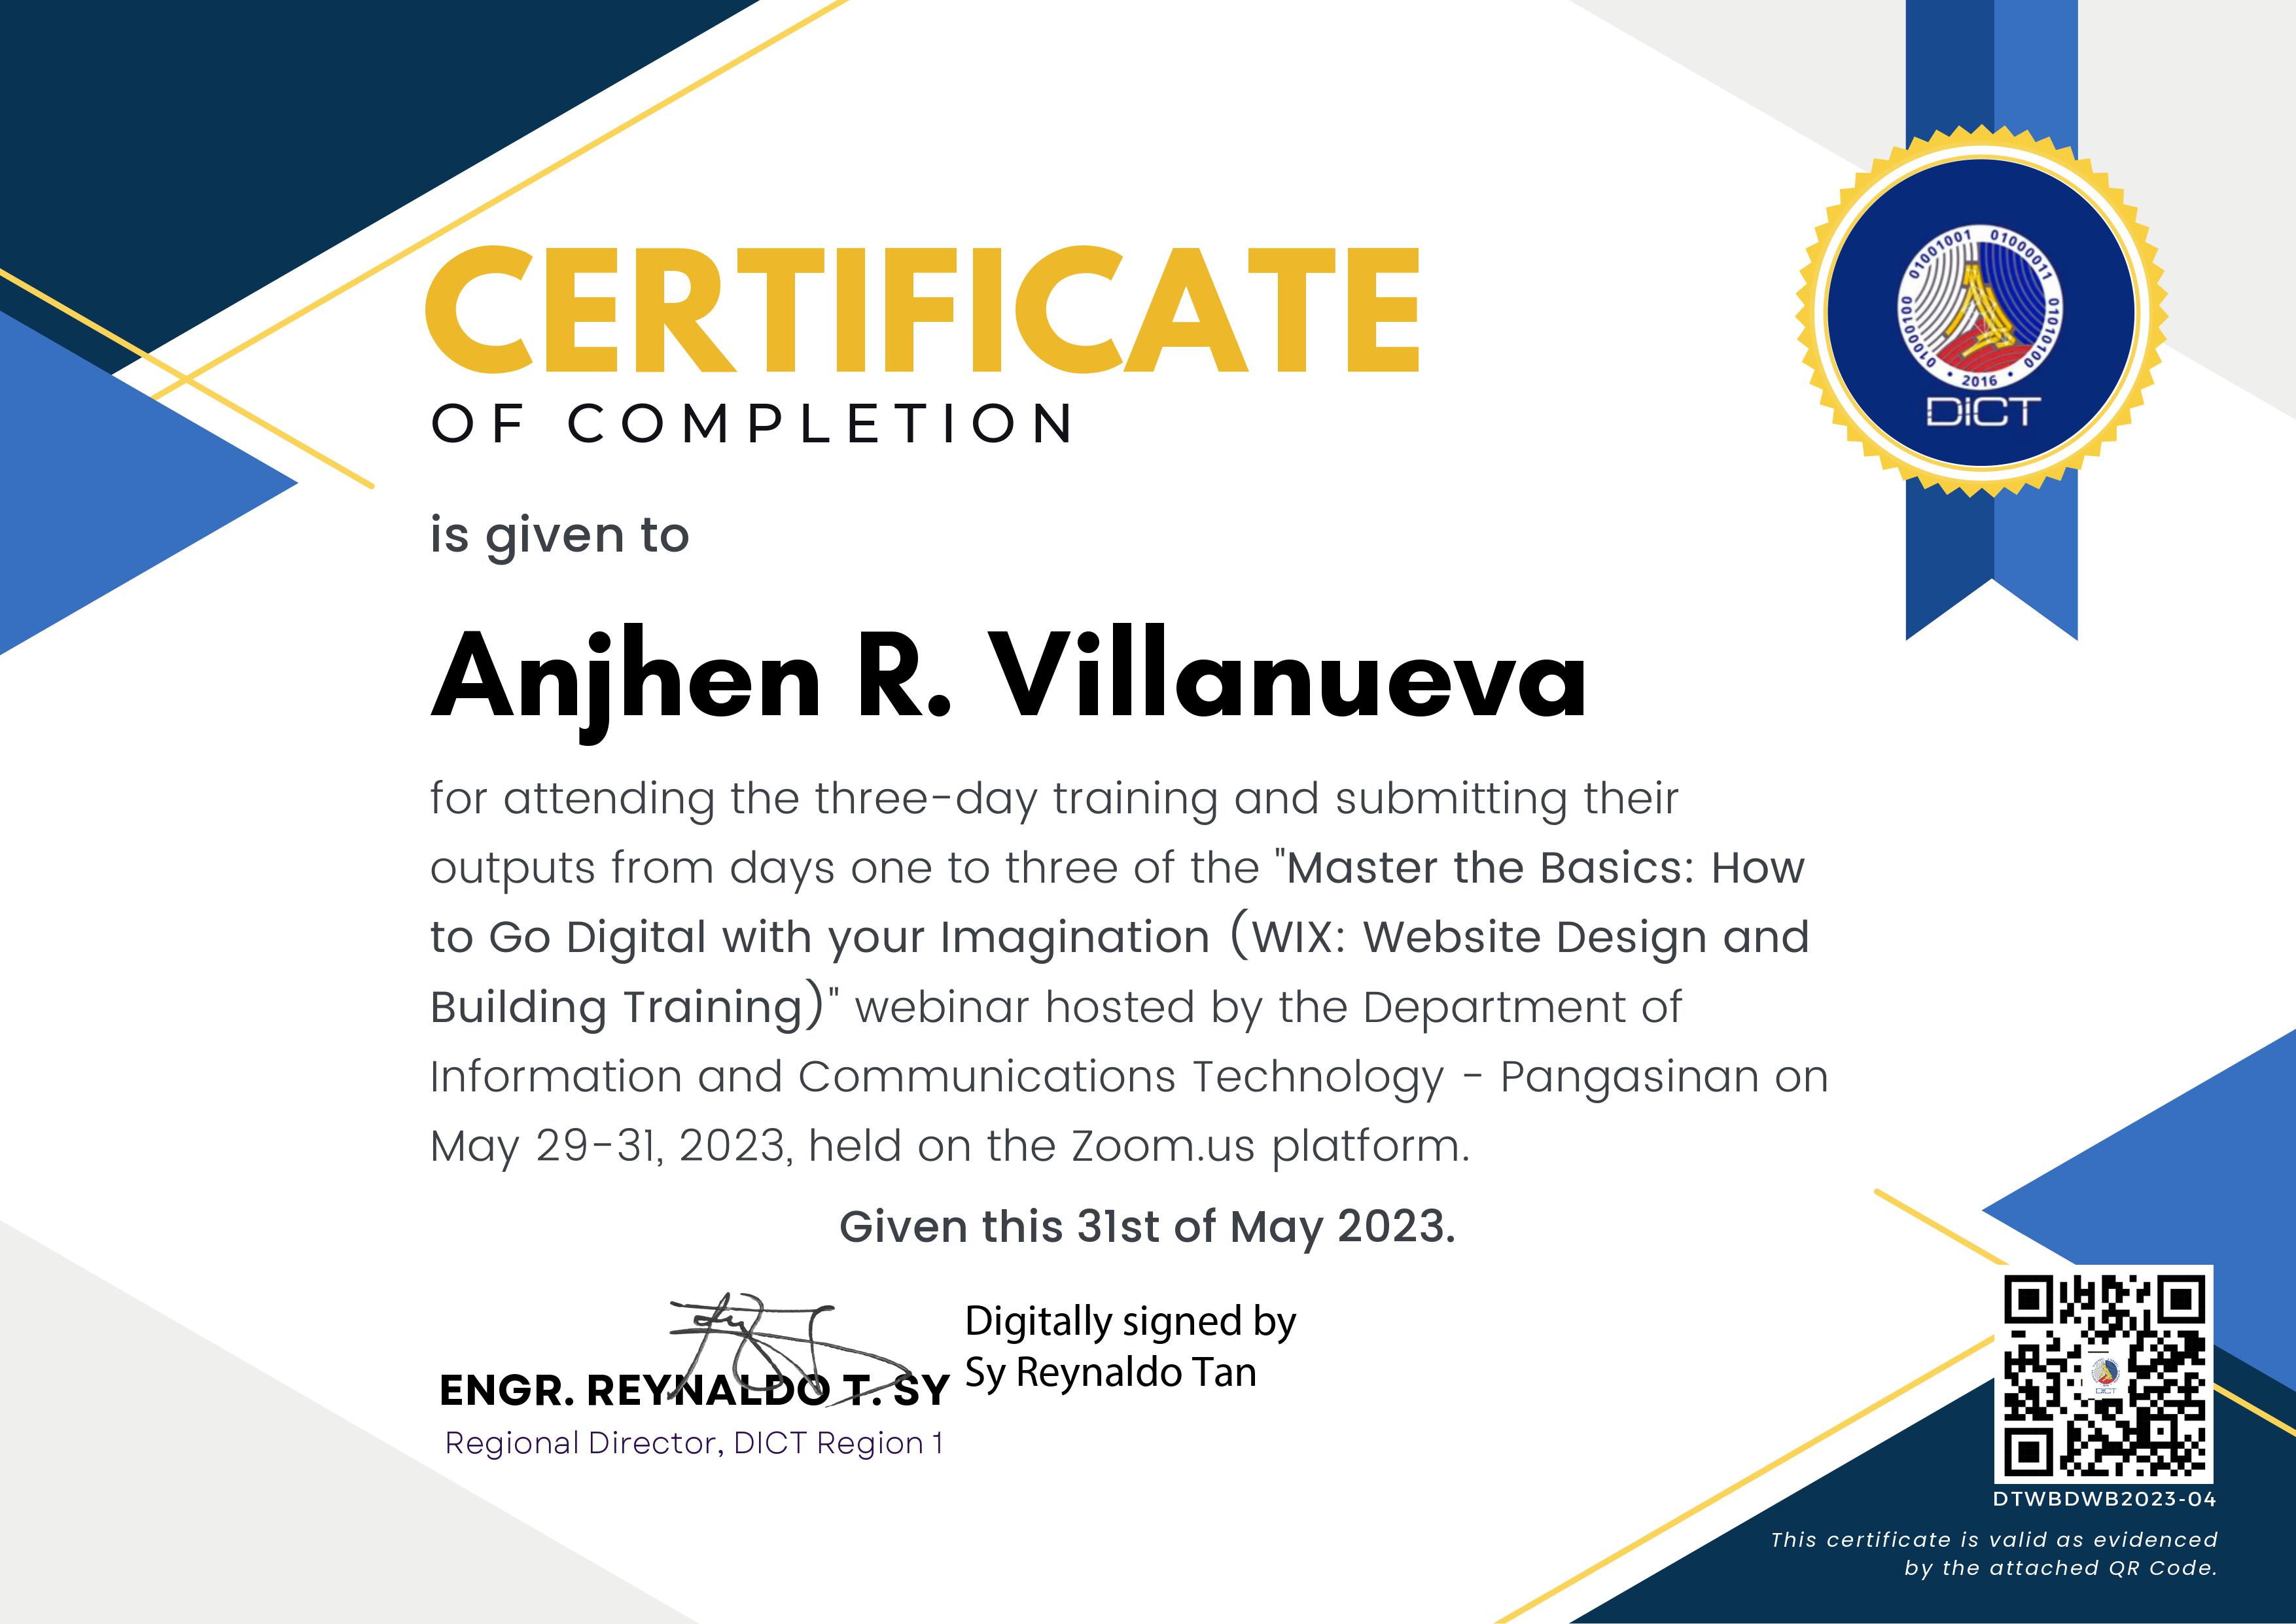 01000100 01001001 01000011 01010100
2016
DICT
CERTIFICATE
OF COMPLETION
is given to
Anjhen R. Villanueva
for attending the three-day training and submitting their
outputs from days one to three of the "Master the Basics: How
to Go Digital with your Imagination (WIX: Website Design and
Building Training)" webinar hosted by the Department of
Information and Communications Technology - Pangasinan on
May 29-31, 2023, held on the Zoom.us platform.
Given this 31st of May 2023.
Digitally signed by
Sy Reynaldo Tan
ENGR. REYNALDO T. SY
Regional Director, DICT Region 1
DICT
DTWBDWB2023-04
This certificate is valid as evidenced
by the attached QR Code.